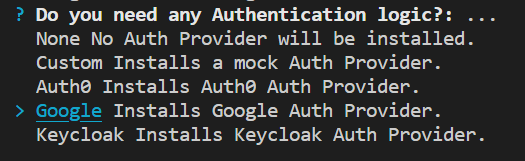 ? Do you need any Authentication logic?: ...
None No Auth Provider will be installed.
Custom Installs a mock Auth Provider.
Auth0 Installs Auth0 Auth Provider.
> Google Installs Google Auth Provider.
Keycloak Installs Keycloak Auth Provider.